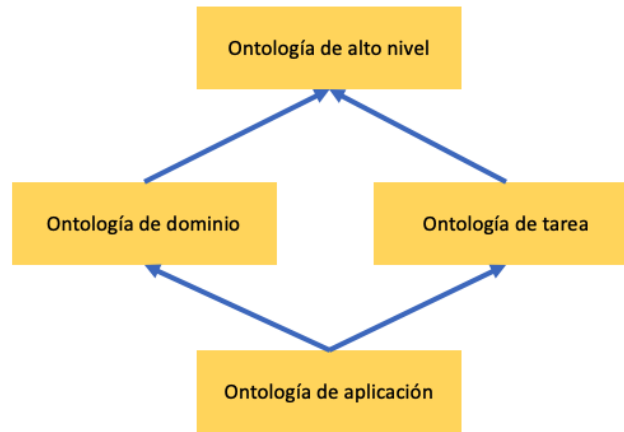 Ontología de alto nivel
Ontología de dominio
Ontología de tarea
Ontología de aplicación